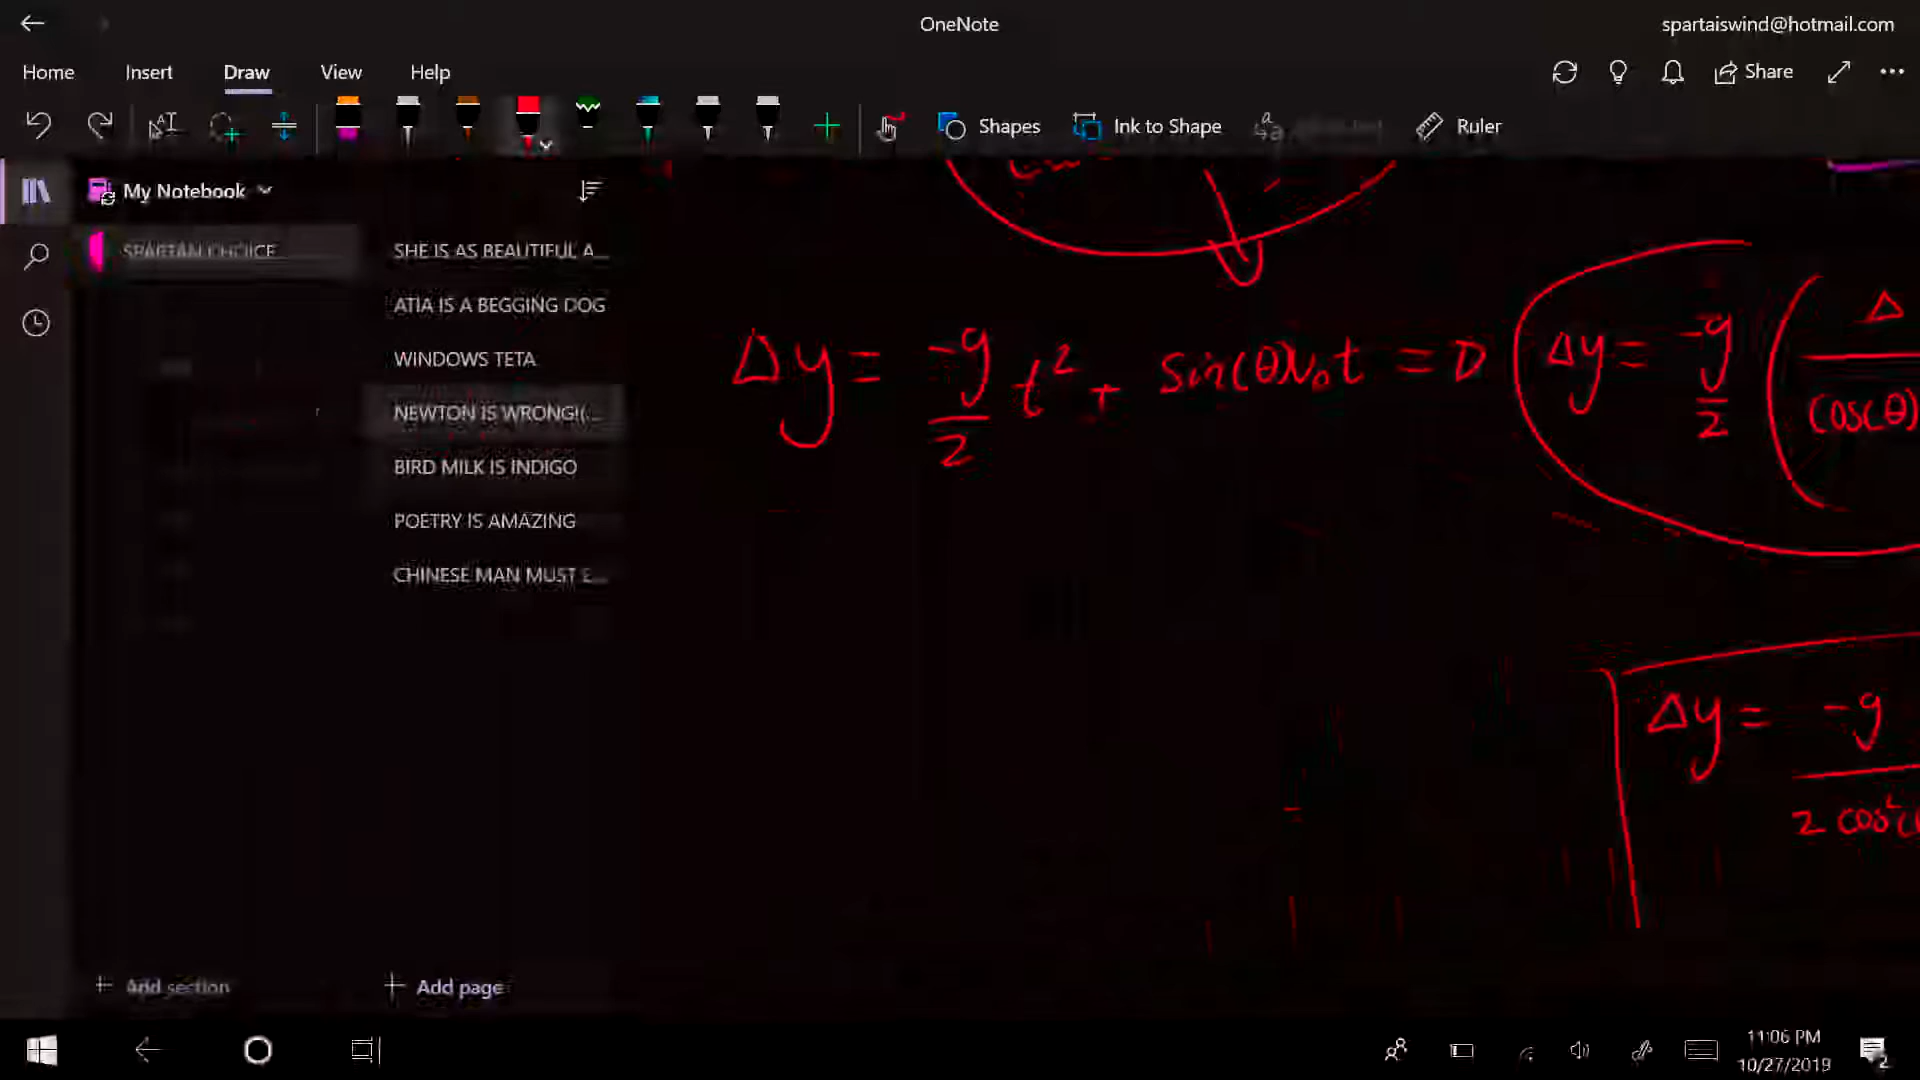 OneNote
spartaiswind@hotmail.com
Home Insert Draw View Help
Share
Shapes Ink to Shape Ruler
My Notebook
SPARTAN CHOICE
SHE IS AS BEAUTIFUL A...
ATIA IS A BEGGING DOG
WINDOWS TETA
NEWTON IS WRONG!(...
BIRD MILK IS INDIGO
POETRY IS AMAZING
CHINESE MAN MUST E...
Δy = -g/2 t² + sin(θ)V₀t = D
Δy = -g/2 ( Δ / cos(θ)
Δy = -g / 2 cos²(
+ Add section
+ Add page
11:06 PM
10/27/2019
2